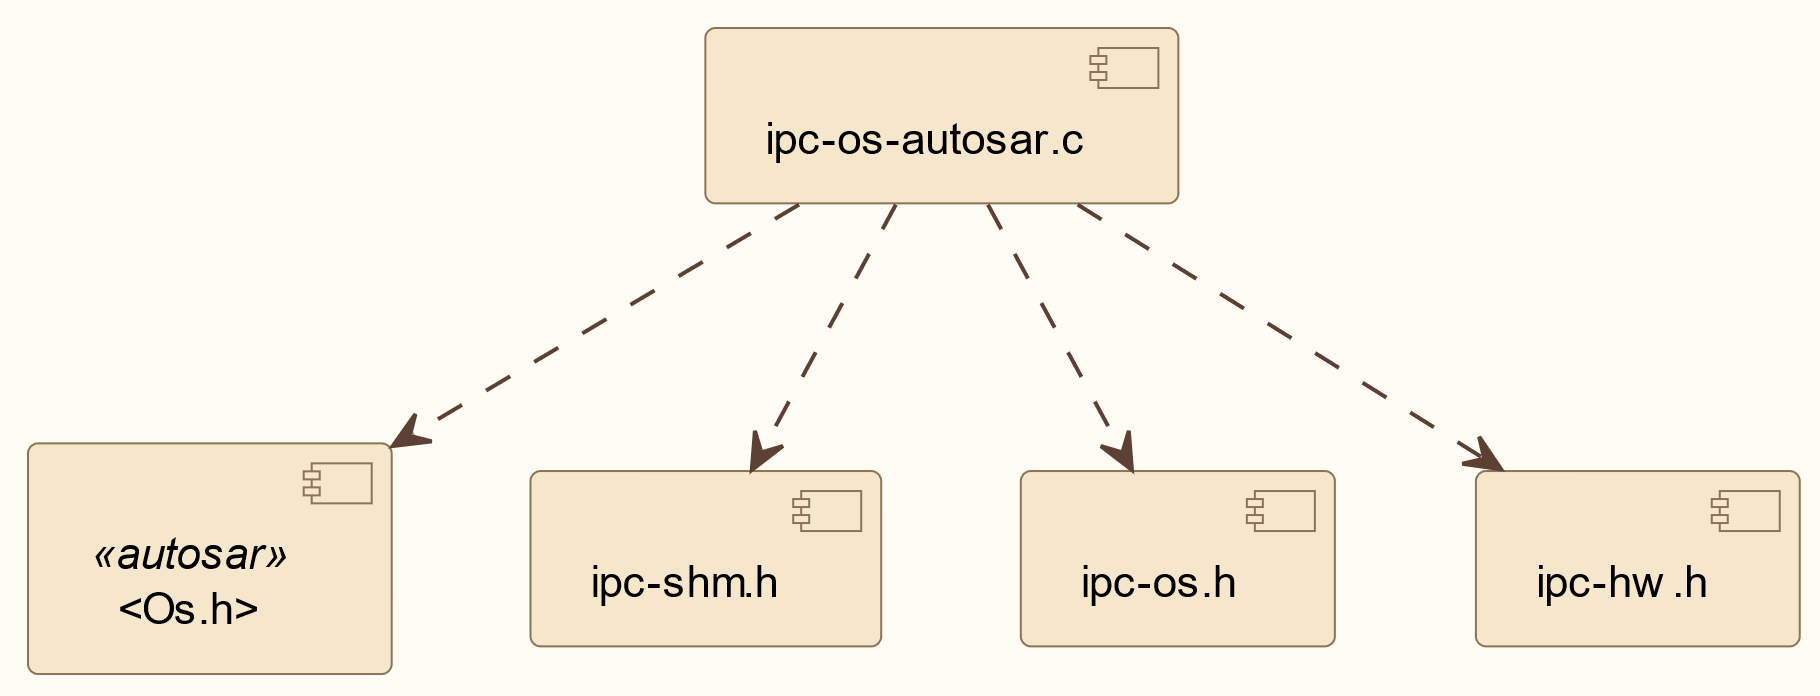 ipc-os-autosar.c
«autosar»
<Os.h>
ipc-shm.h
ipc-os.h
ipc-hw.h